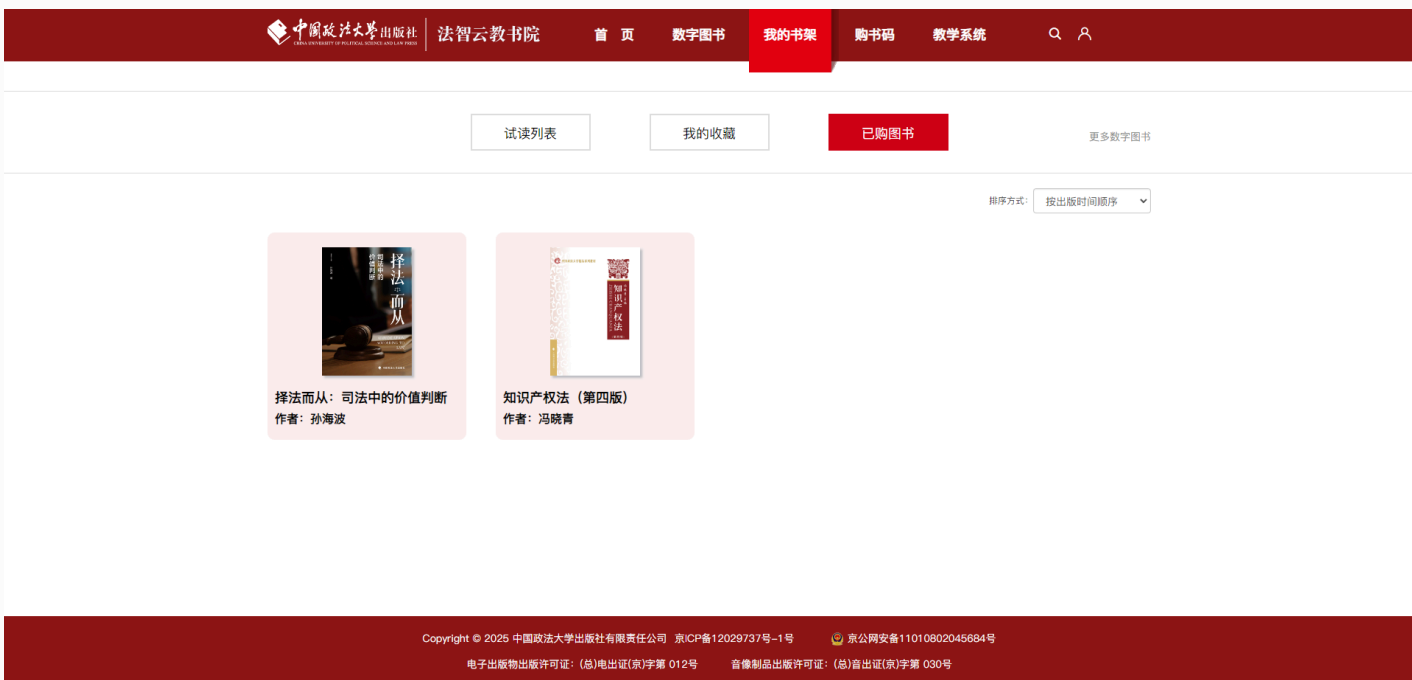 中国政法大学出版社
CHINA UNIVERSITY OF POLITICAL SCIENCE AND LAW PRESS
法智云教书院
首 页
数字图书
我的书架
购书码
教学系统
试读列表
我的收藏
已购图书
更多数字图书
排序方式：
按出版时间顺序
择法而从
司法中的
价值判断
知识产权法
择法而从：司法中的价值判断
作者：孙海波
知识产权法（第四版）
作者：冯晓青
Copyright © 2025 中国政法大学出版社有限责任公司 京ICP备12029737号-1号 京公网安备11010802045684号
电子出版物出版许可证：(总)电出证(京)字第 012号 音像制品出版许可证：(总)音出证(京)字第 030号